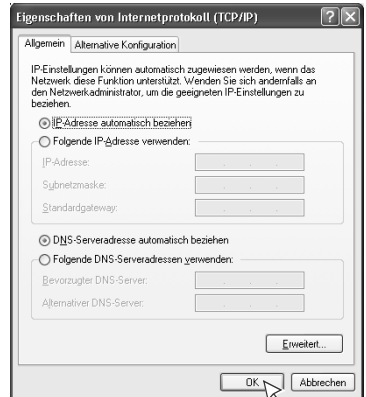 Eigenschaften von Internetprotokoll (TCP/IP)
Allgemein Alternative Konfiguration
IP-Einstellungen können automatisch zugewiesen werden, wenn das
Netzwerk diese Funktion unterstützt. Wenden Sie sich andernfalls an
den Netzwerkadministrator, um die geeigneten IP-Einstellungen zu
beziehen.
IP-Adresse automatisch beziehen
Folgende IP-Adresse verwenden:
IP-Adresse:
Subnetzmaske:
Standardgateway:
DNS-Serveradresse automatisch beziehen
Folgende DNS-Serveradressen verwenden:
Bevorzugter DNS-Server:
Alternativer DNS-Server:
Erweitert...
OK Abbrechen